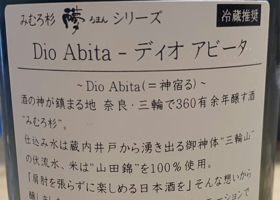 みむろ杉 夢 ろまん シリーズ
冷蔵推奨
Dio Abita - ディオ アビータ
～Dio Abita(=神宿る)～
酒の神が鎮まる地 奈良・三輪で360有余年醸す酒
"みむろ杉"。
仕込み水は蔵内井戸から湧き出る御神体"三輪山"
の伏流水、米は"山田錦"を100%使用。
「肩肘を張らずに楽しめる日本酒を」そんな想いから